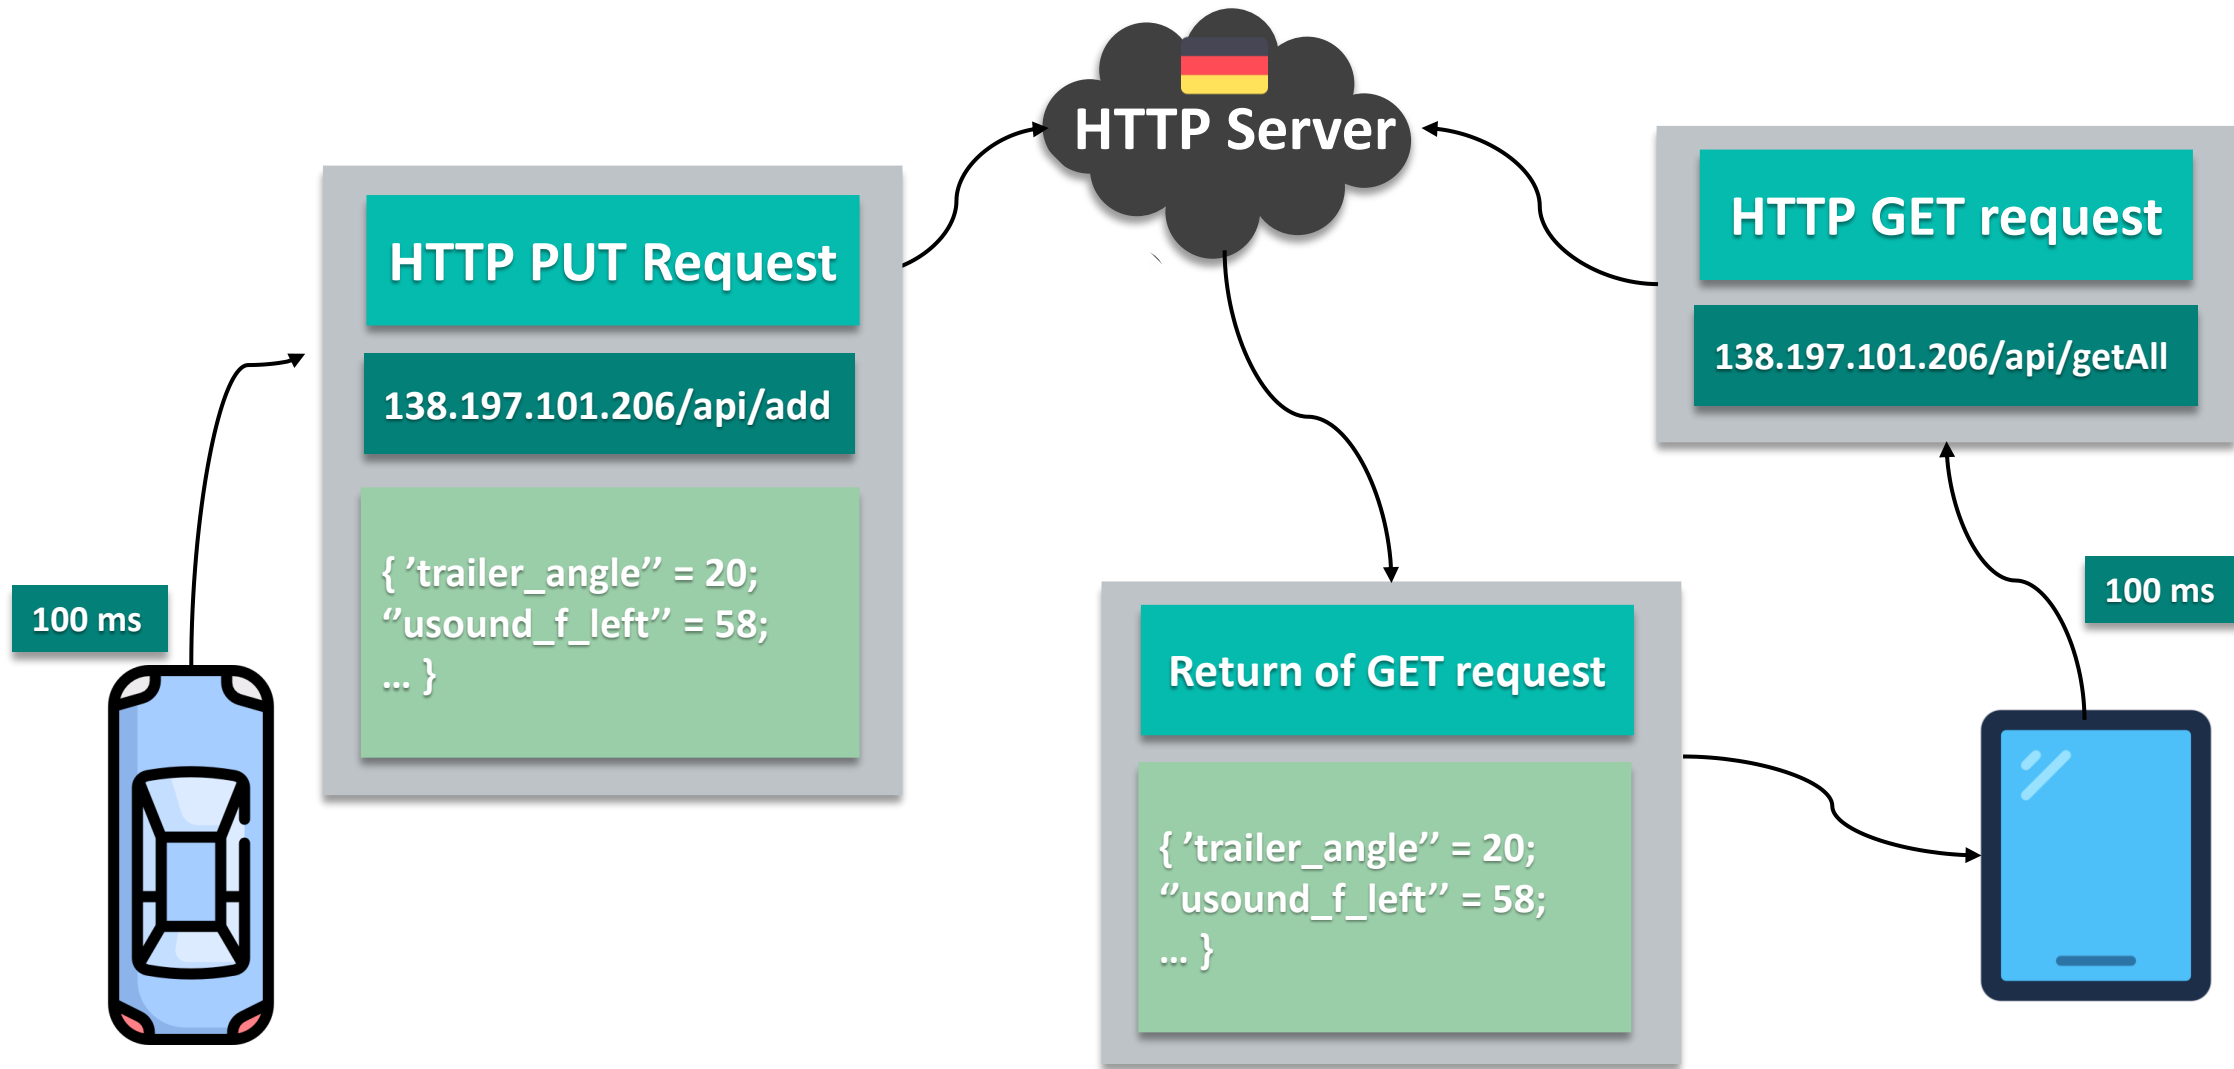 HTTP Server
HTTP PUT Request
138.197.101.206/api/add
{ ’trailer_angle’’ = 20;
‘’usound_f_left’’ = 58;
... }
100 ms
HTTP GET request
138.197.101.206/api/getAll
100 ms
Return of GET request
{ ’trailer_angle’’ = 20;
‘’usound_f_left’’ = 58;
... }